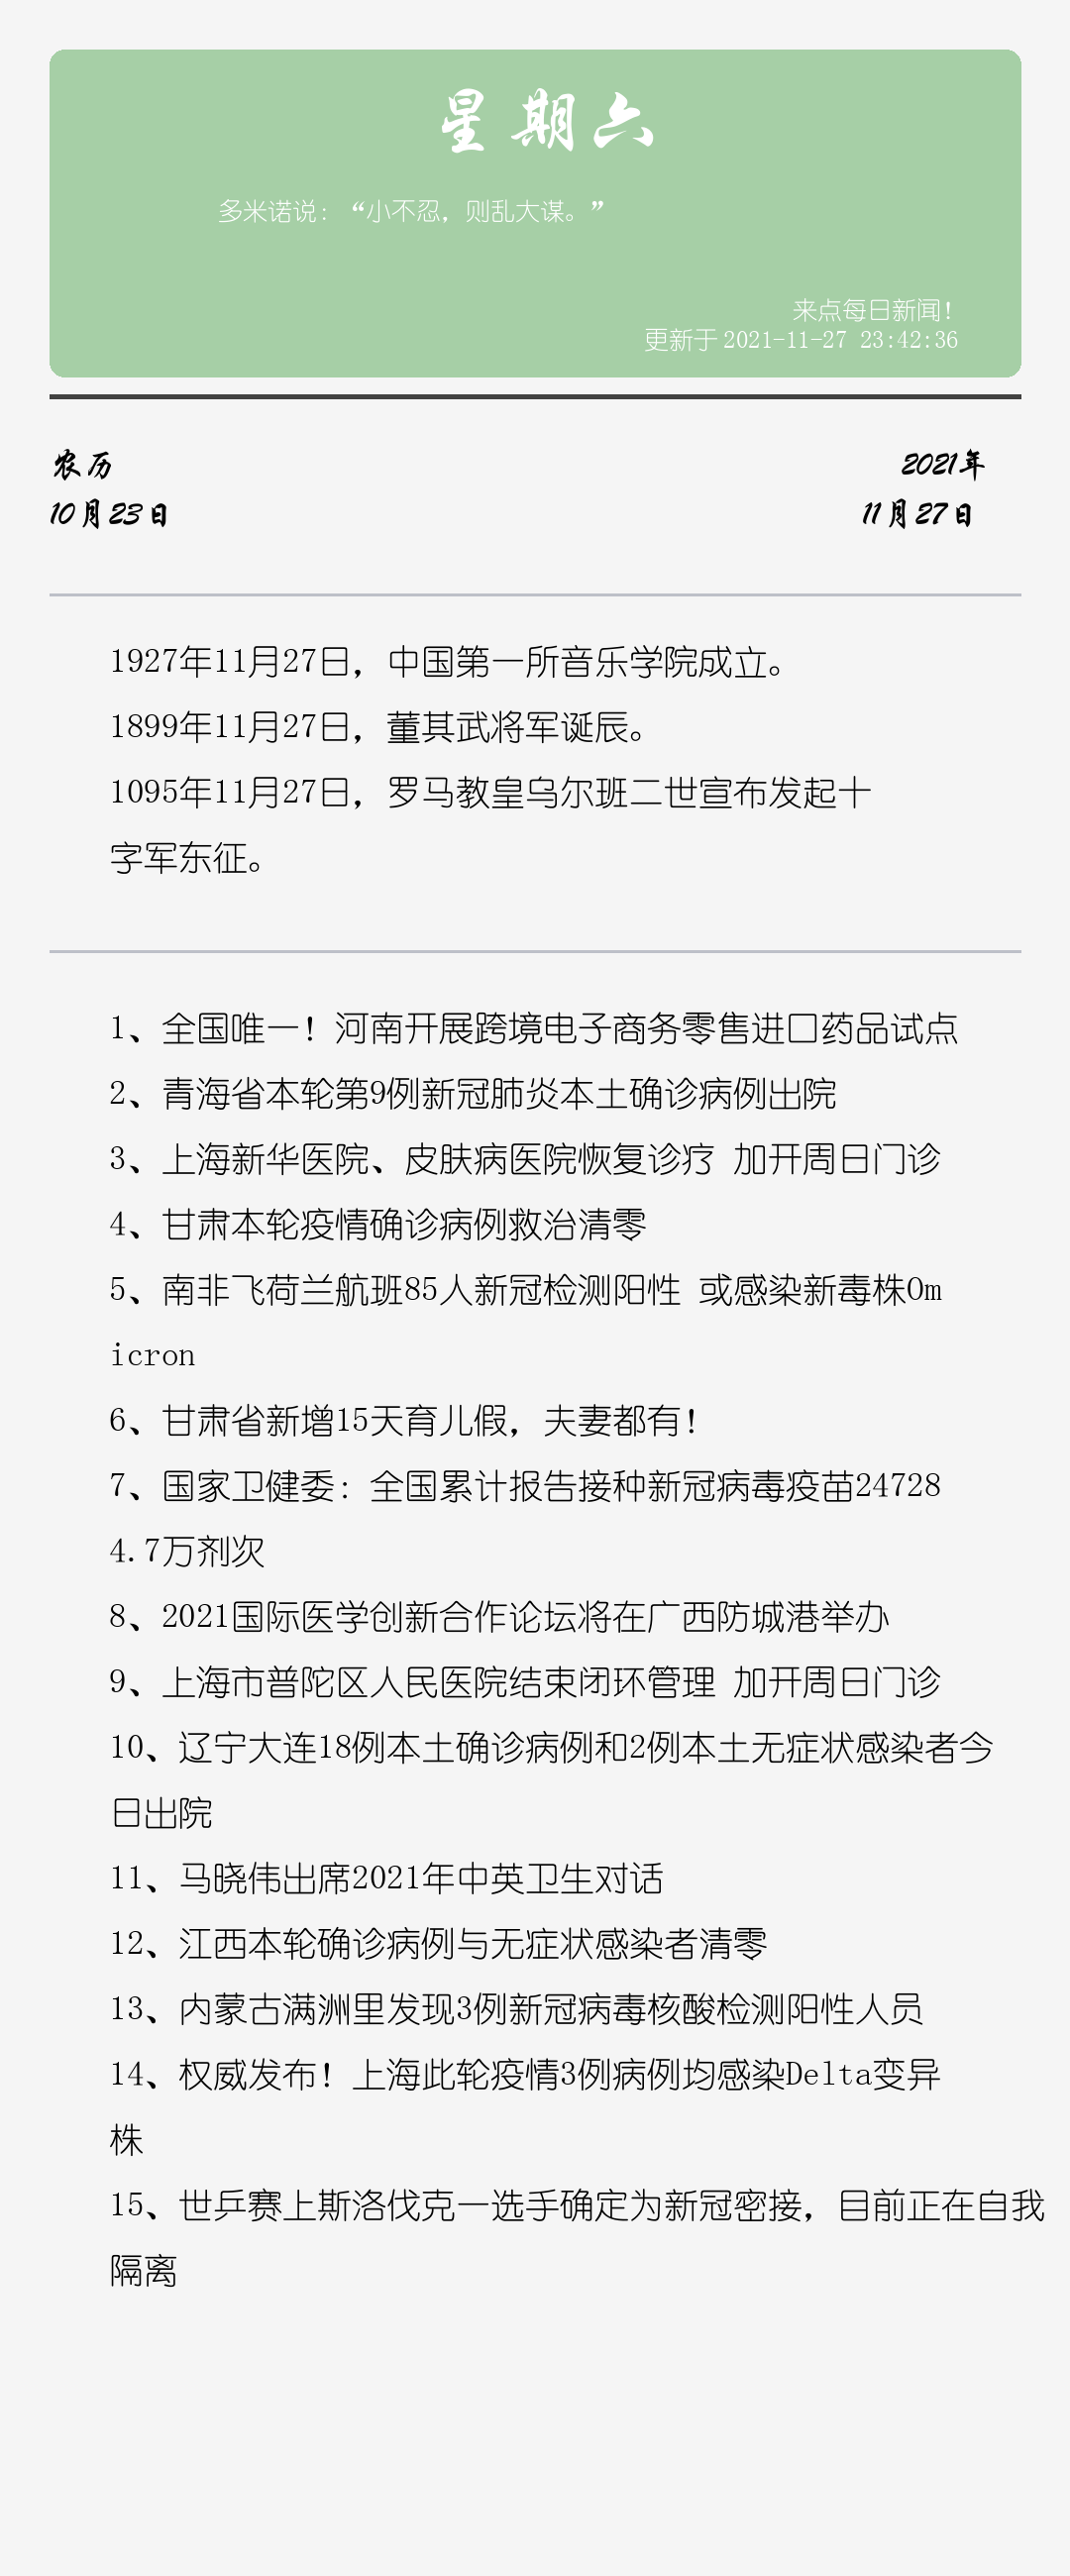 星期六
多米诺说：“小不忍，则乱大谋。”
来点每日新闻！
更新于 2021-11-27 23:42:36
农历
2021年
10月23日
11月27日
1927年11月27日，中国第一所音乐学院成立。
1899年11月27日，董其武将军诞辰。
1095年11月27日，罗马教皇乌尔班二世宣布发起十
字军东征。
1、全国唯一！河南开展跨境电子商务零售进口药品试点
2、青海省本轮第9例新冠肺炎本土确诊病例出院
3、上海新华医院、皮肤病医院恢复诊疗 加开周日门诊
4、甘肃本轮疫情确诊病例救治清零
5、南非飞荷兰航班85人新冠检测阳性 或感染新毒株Om
icron
6、甘肃省新增15天育儿假，夫妻都有！
7、国家卫健委：全国累计报告接种新冠病毒疫苗24728
4.7万剂次
8、2021国际医学创新合作论坛将在广西防城港举办
9、上海市普陀区人民医院结束闭环管理 加开周日门诊
10、辽宁大连18例本土确诊病例和2例本土无症状感染者今
日出院
11、马晓伟出席2021年中英卫生对话
12、江西本轮确诊病例与无症状感染者清零
13、内蒙古满洲里发现3例新冠病毒核酸检测阳性人员
14、权威发布！上海此轮疫情3例病例均感染Delta变异
株
15、世乒赛上斯洛伐克一选手确定为新冠密接，目前正在自我
隔离